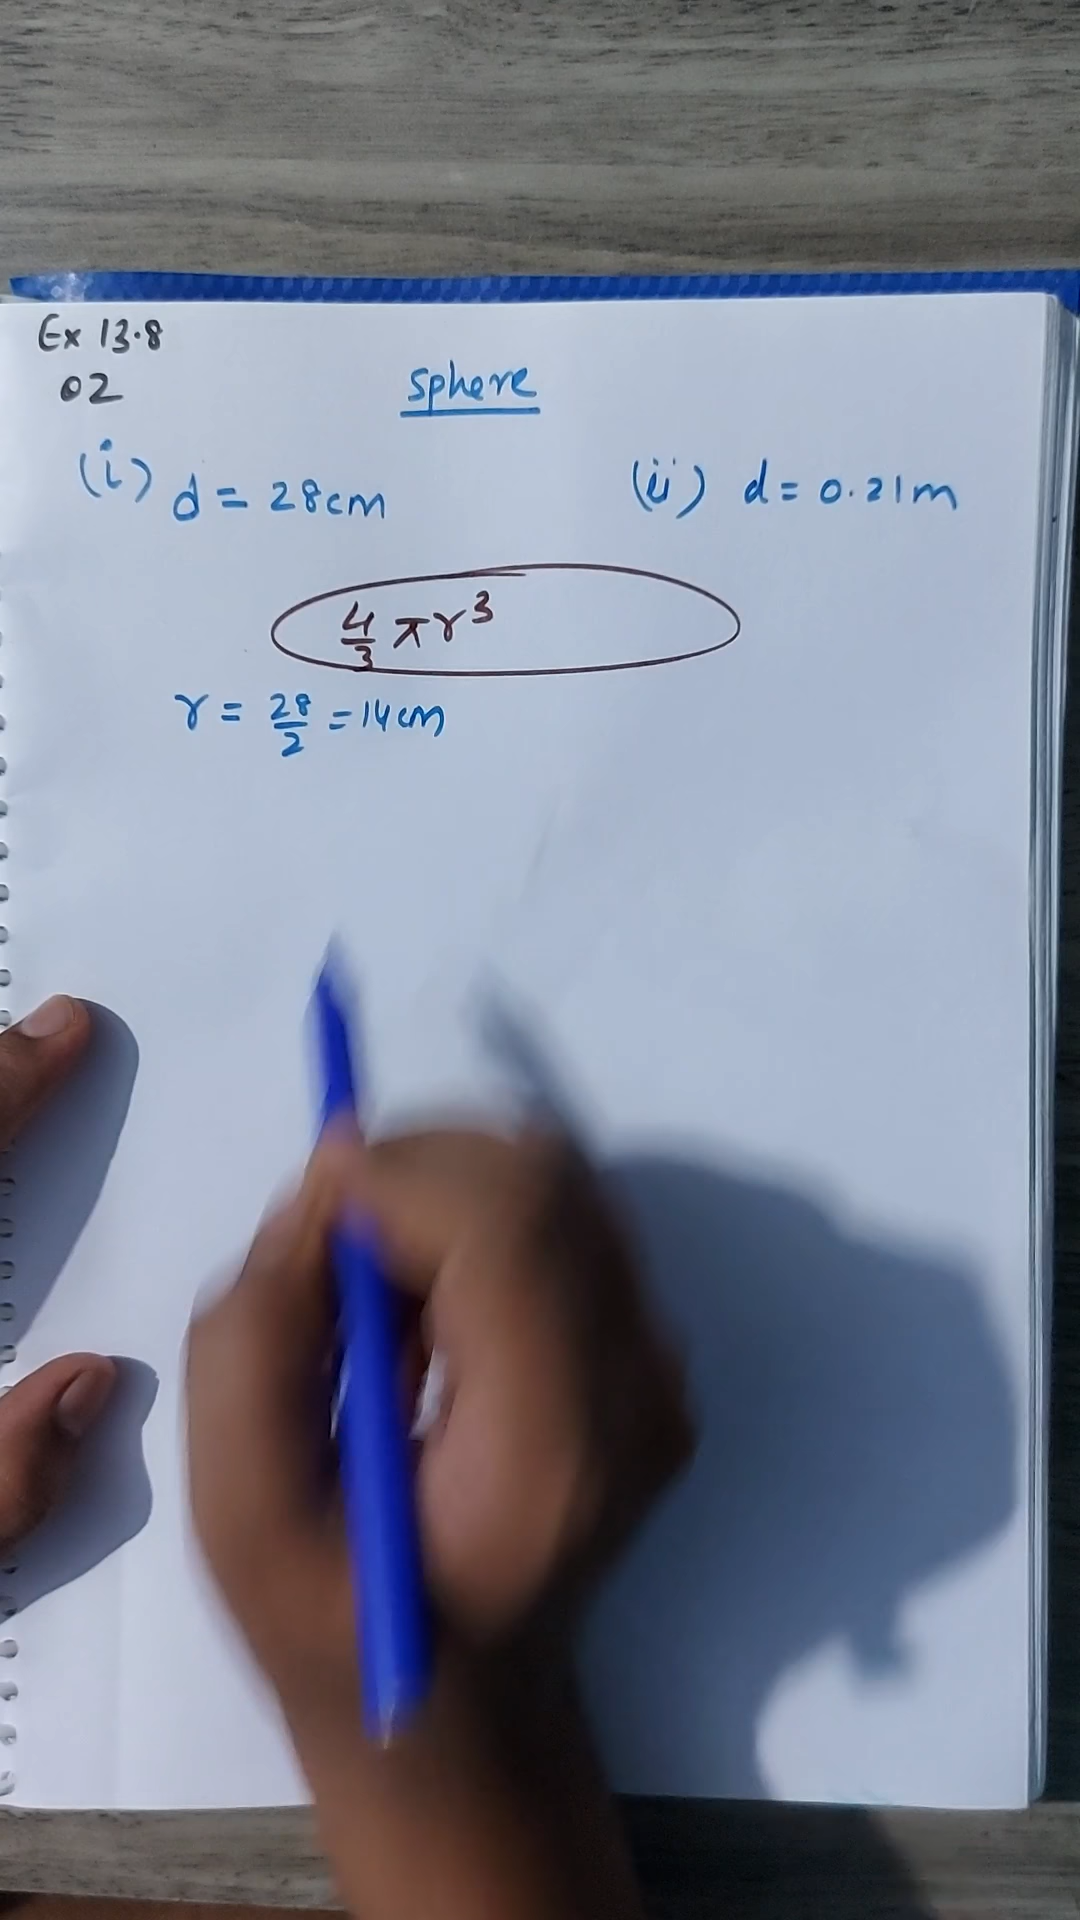 Ex 13.8
02
Sphere
(i) d = 28cm
(ii) d = 0.21m
4/3 πr³
r = 28/2 = 14cm